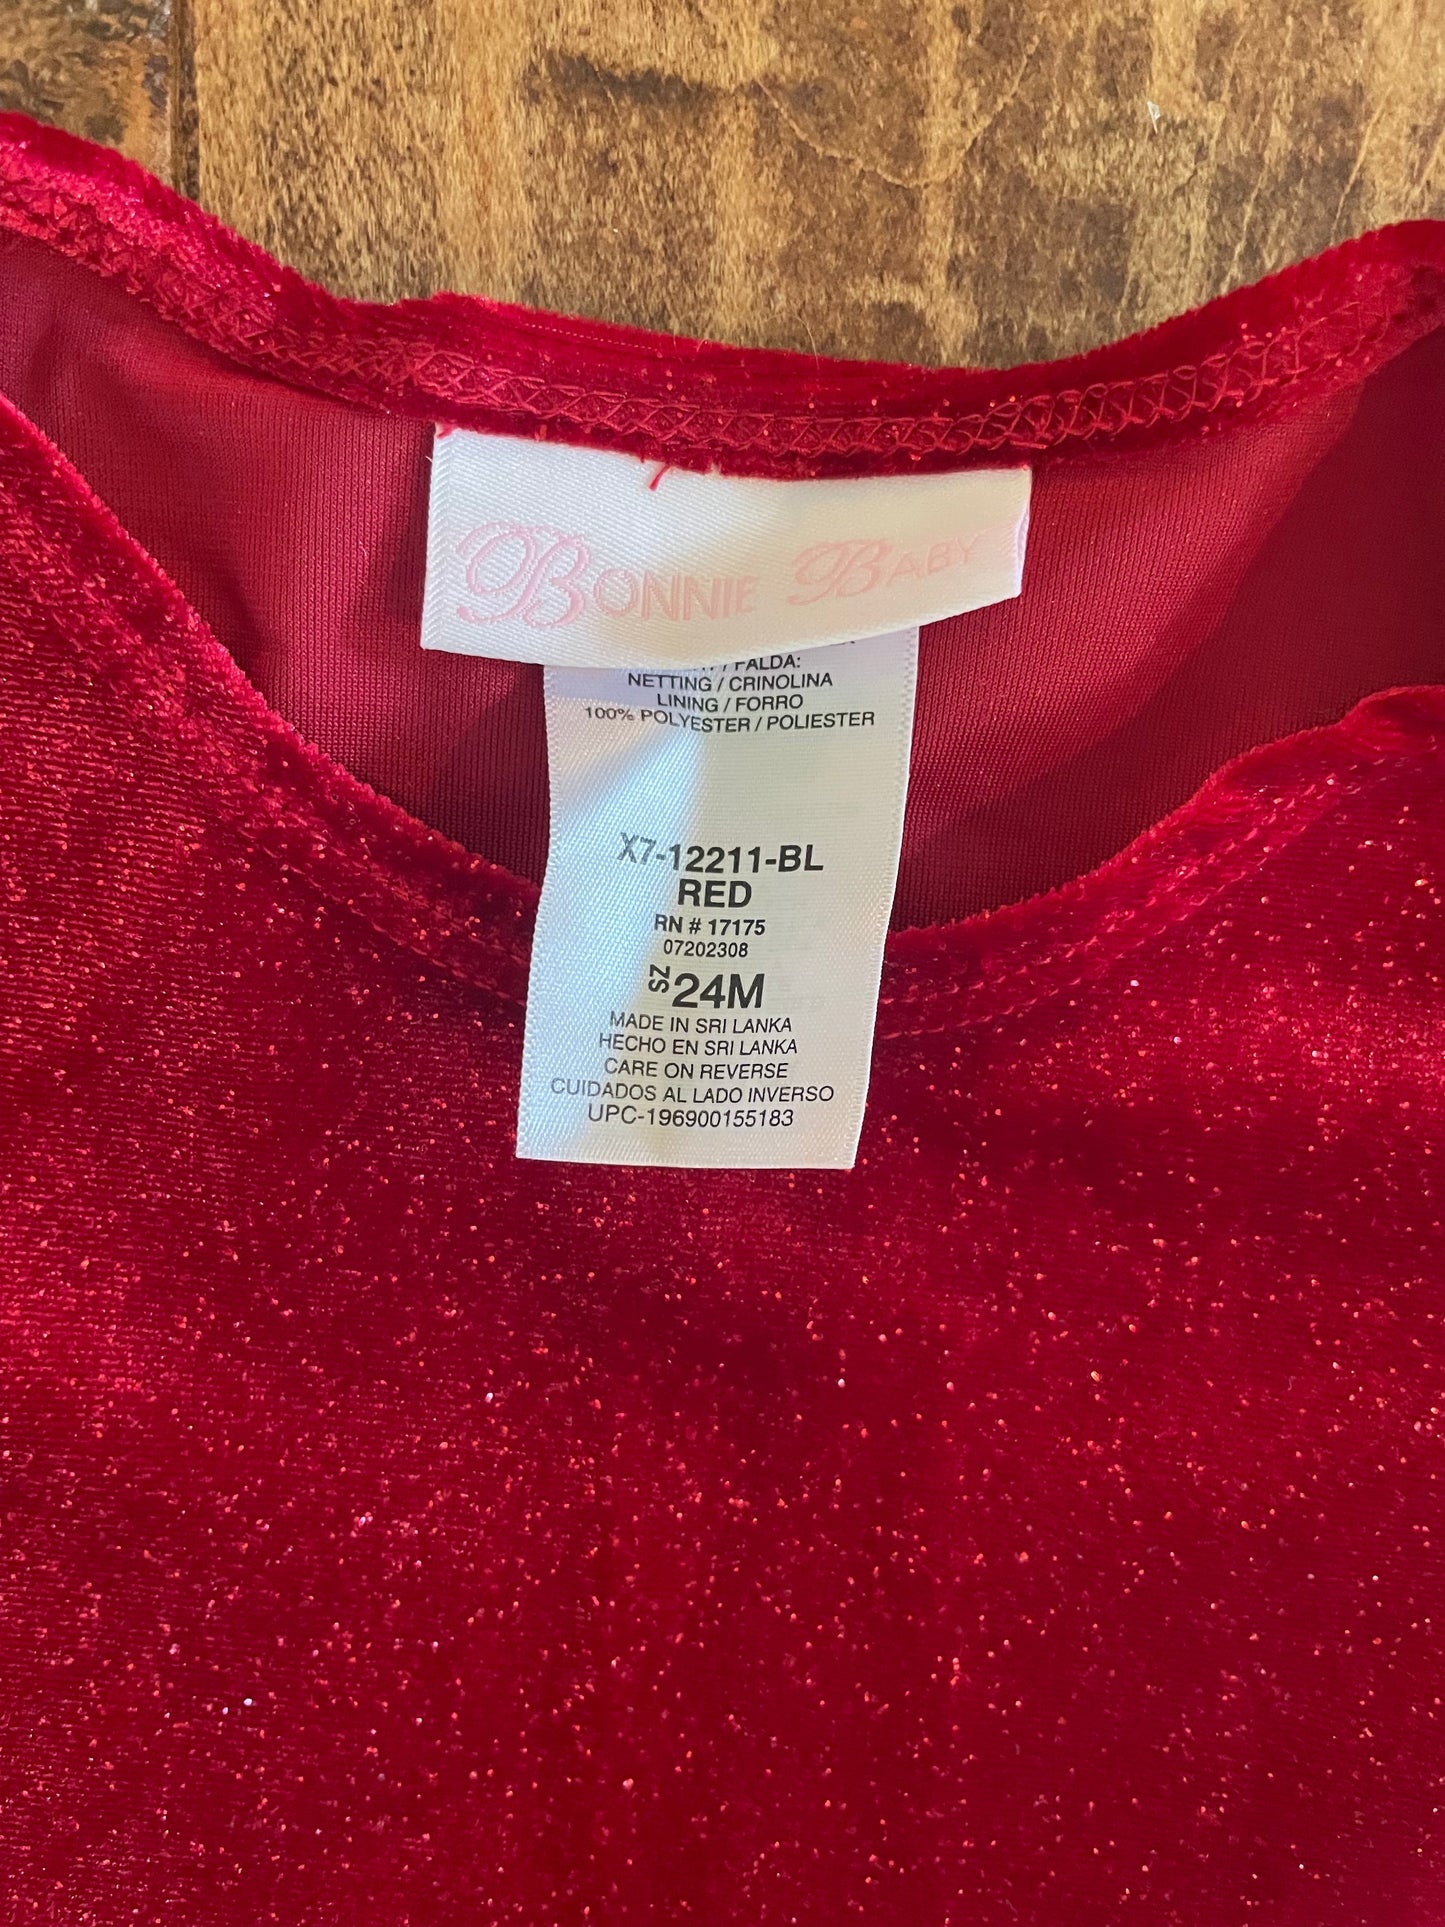 BONNIE BABY
/ FALDA:
NETTING / CRINOLINA
LINING / FORRO
100% POLYESTER / POLIESTER
X7-12211-BL
RED
RN # 17175
07202308
SZ 24M
MADE IN SRI LANKA
HECHO EN SRI LANKA
CARE ON REVERSE
CUIDADOS AL LADO INVERSO
UPC-196900155183